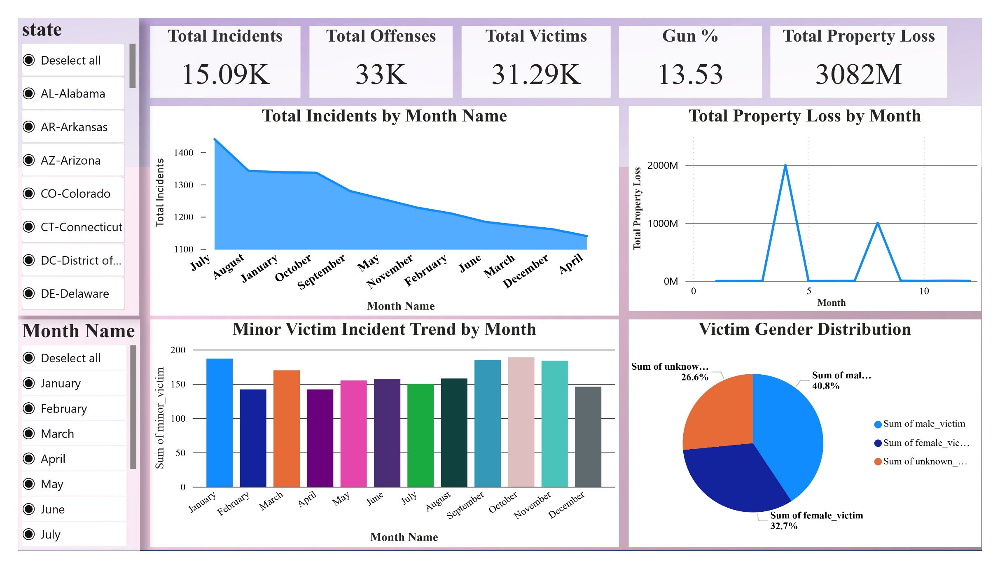 state
Deselect all
AL-Alabama
AR-Arkansas
AZ-Arizona
CO-Colorado
CT-Connecticut
DC-District of...
DE-Delaware
Month Name
Deselect all
January
February
March
April
May
June
July
Total Incidents
15.09K
Total Offenses
33K
Total Victims
31.29K
Gun %
13.53
Total Property Loss
3082M
Total Incidents by Month Name
Total Incidents
1400
1300
1200
1100
July
August
January
October
September
May
November
February
June
March
December
April
Month Name
Total Property Loss by Month
Total Property Loss
2000M
1000M
0M
0
5
10
Month
Minor Victim Incident Trend by Month
Sum of minor_victim
200
150
100
50
0
January
February
March
April
May
June
July
August
September
October
November
December
Month Name
Victim Gender Distribution
Sum of unknow...
26.6%
Sum of mal...
40.8%
Sum of female_victim
32.7%
Sum of male_victim
Sum of female_vic...
Sum of unknown_...